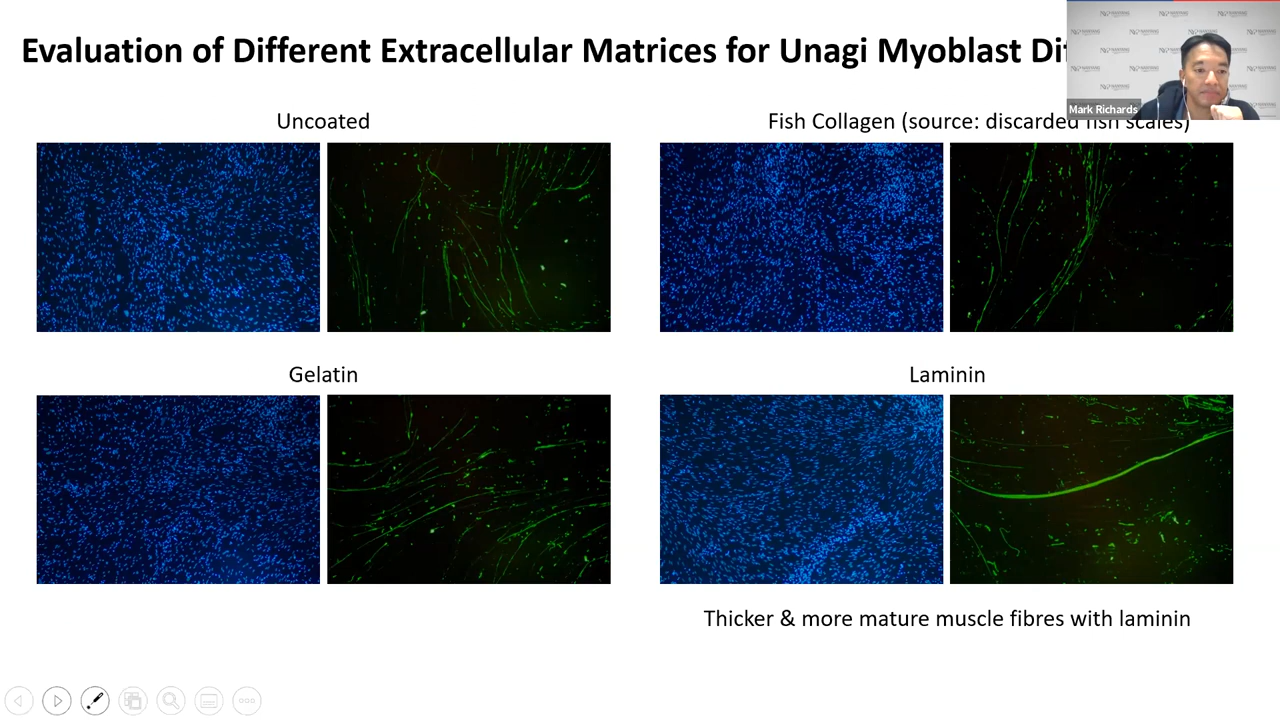 Evaluation of Different Extracellular Matrices for Unagi Myoblast
Mark Richards
Uncoated
Fish Collagen (source: discarded fish scales)
Gelatin
Laminin
Thicker & more mature muscle fibres with laminin